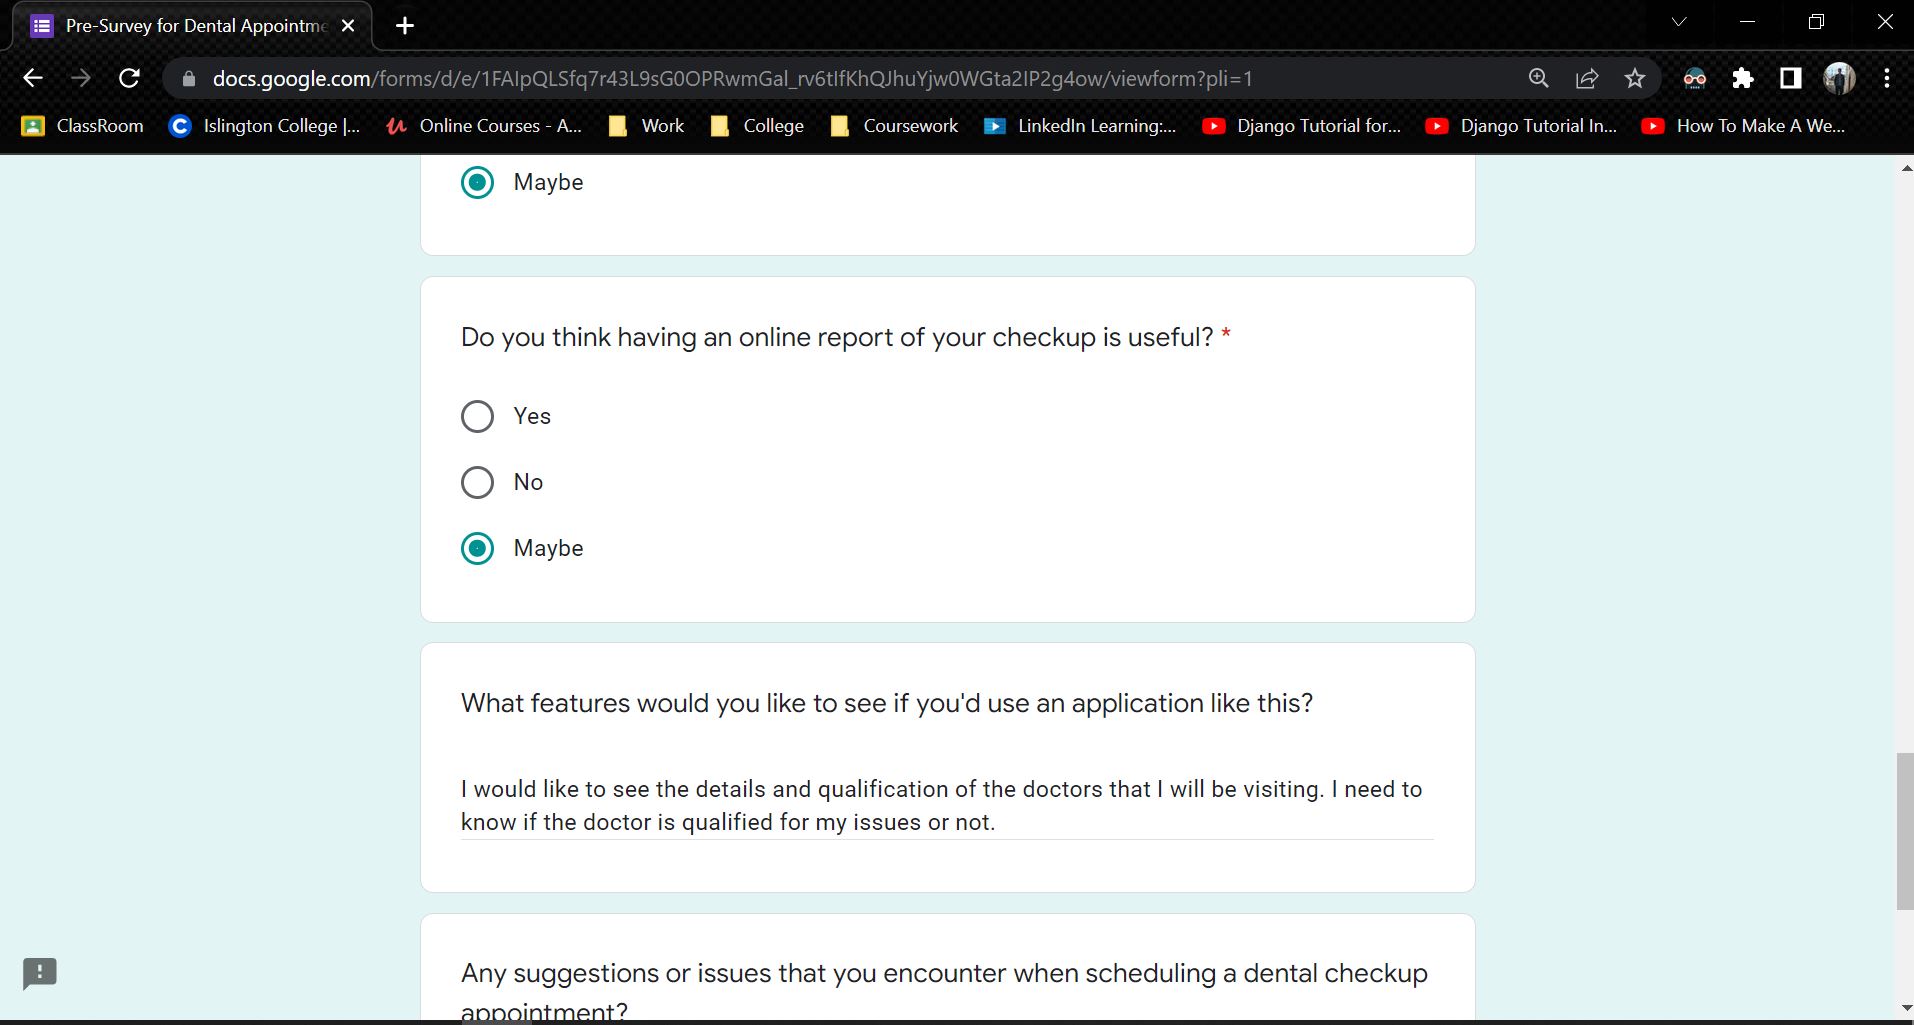 Pre-Survey for Dental Appointme
docs.google.com/forms/d/e/1FAIpQLSfq7r43L9sG0OPRwmGal_rv6tIfKhQJhuYjw0WGta2IP2g4ow/viewform?pli=1
ClassRoom Islington College |... Online Courses - A... Work College Coursework LinkedIn Learning:... Django Tutorial for... Django Tutorial In... How To Make A We...
Maybe
Do you think having an online report of your checkup is useful? *
Yes
No
Maybe
What features would you like to see if you'd use an application like this?
I would like to see the details and qualification of the doctors that I will be visiting. I need to
know if the doctor is qualified for my issues or not.
Any suggestions or issues that you encounter when scheduling a dental checkup
appointment?